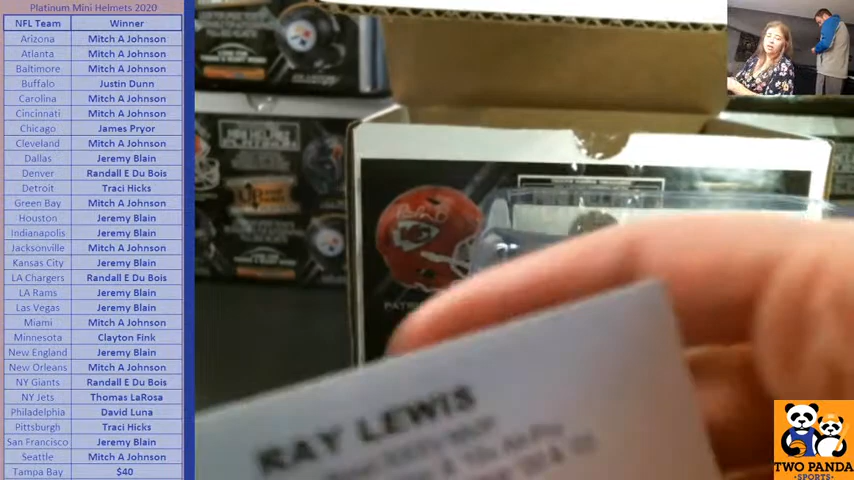 Platinum Mini Helmets 2020
NFL Team Winner
Arizona Mitch A Johnson
Atlanta Mitch A Johnson
Baltimore Mitch A Johnson
Buffalo Justin Dunn
Carolina Mitch A Johnson
Cincinnati Mitch A Johnson
Chicago James Pryor
Cleveland Mitch A Johnson
Dallas Jeremy Blain
Denver Randall E Du Bois
Detroit Traci Hicks
Green Bay Mitch A Johnson
Houston Jeremy Blain
Indianapolis Jeremy Blain
Jacksonville Mitch A Johnson
Kansas City Jeremy Blain
LA Chargers Randall E Du Bois
LA Rams Jeremy Blain
Las Vegas Jeremy Blain
Miami Mitch A Johnson
Minnesota Clayton Fink
New England Jeremy Blain
New Orleans Mitch A Johnson
NY Giants Randall E Du Bois
NY Jets Thomas LaRosa
Philadelphia David Luna
Pittsburgh Traci Hicks
San Francisco Jeremy Blain
Seattle Mitch A Johnson
Tampa Bay $40
MINI HELMET
PLATINUM
RAY LEWIS
TWO PANDA
-SPORTS-